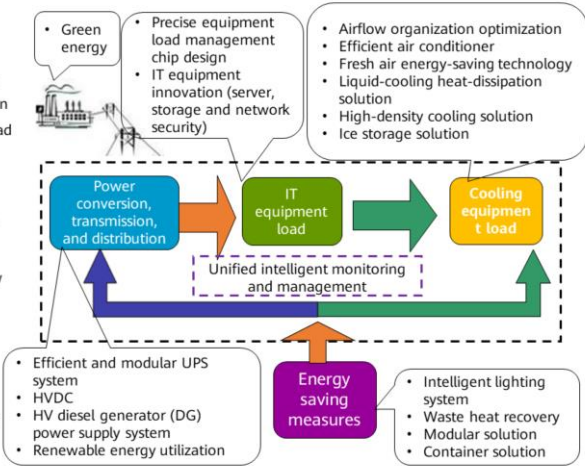 • Green
energy
• Precise equipment
load management
chip design
• IT equipment
innovation (server,
storage and network
security)
• Airflow organization optimization
• Efficient air conditioner
• Fresh air energy-saving technology
• Liquid-cooling heat-dissipation
solution
• High-density cooling solution
• Ice storage solution
n
ad
Power
conversion,
transmission,
and distribution
IT
equipment
load
Cooling
equipmen
t load
Unified intelligent monitoring
and management
• Efficient and modular UPS
system
• HVDC
• HV diesel generator (DG)
power supply system
• Renewable energy utilization
Energy
saving
measures
• Intelligent lighting
system
• Waste heat recovery
• Modular solution
• Container solution